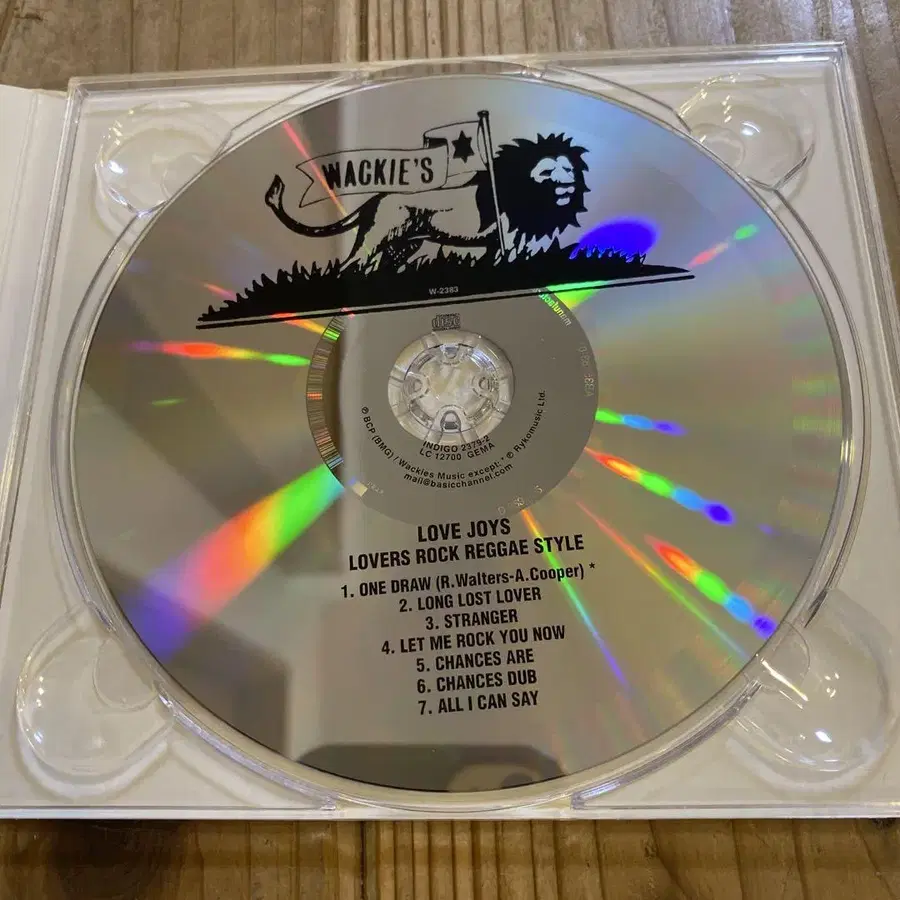 WACKIE'S
W-2383
INDIGO 2379-2
LC 12700 GEMA
℗ BCP (BMG) / Wackies Music except: * ℗ Rykomusic Ltd.
mail@basicchannel.com
LOVE JOYS
LOVERS ROCK REGGAE STYLE
1. ONE DRAW (R.Walters-A.Cooper) *
2. LONG LOST LOVER
3. STRANGER
4. LET ME ROCK YOU NOW
5. CHANCES ARE
6. CHANCES DUB
7. ALL I CAN SAY